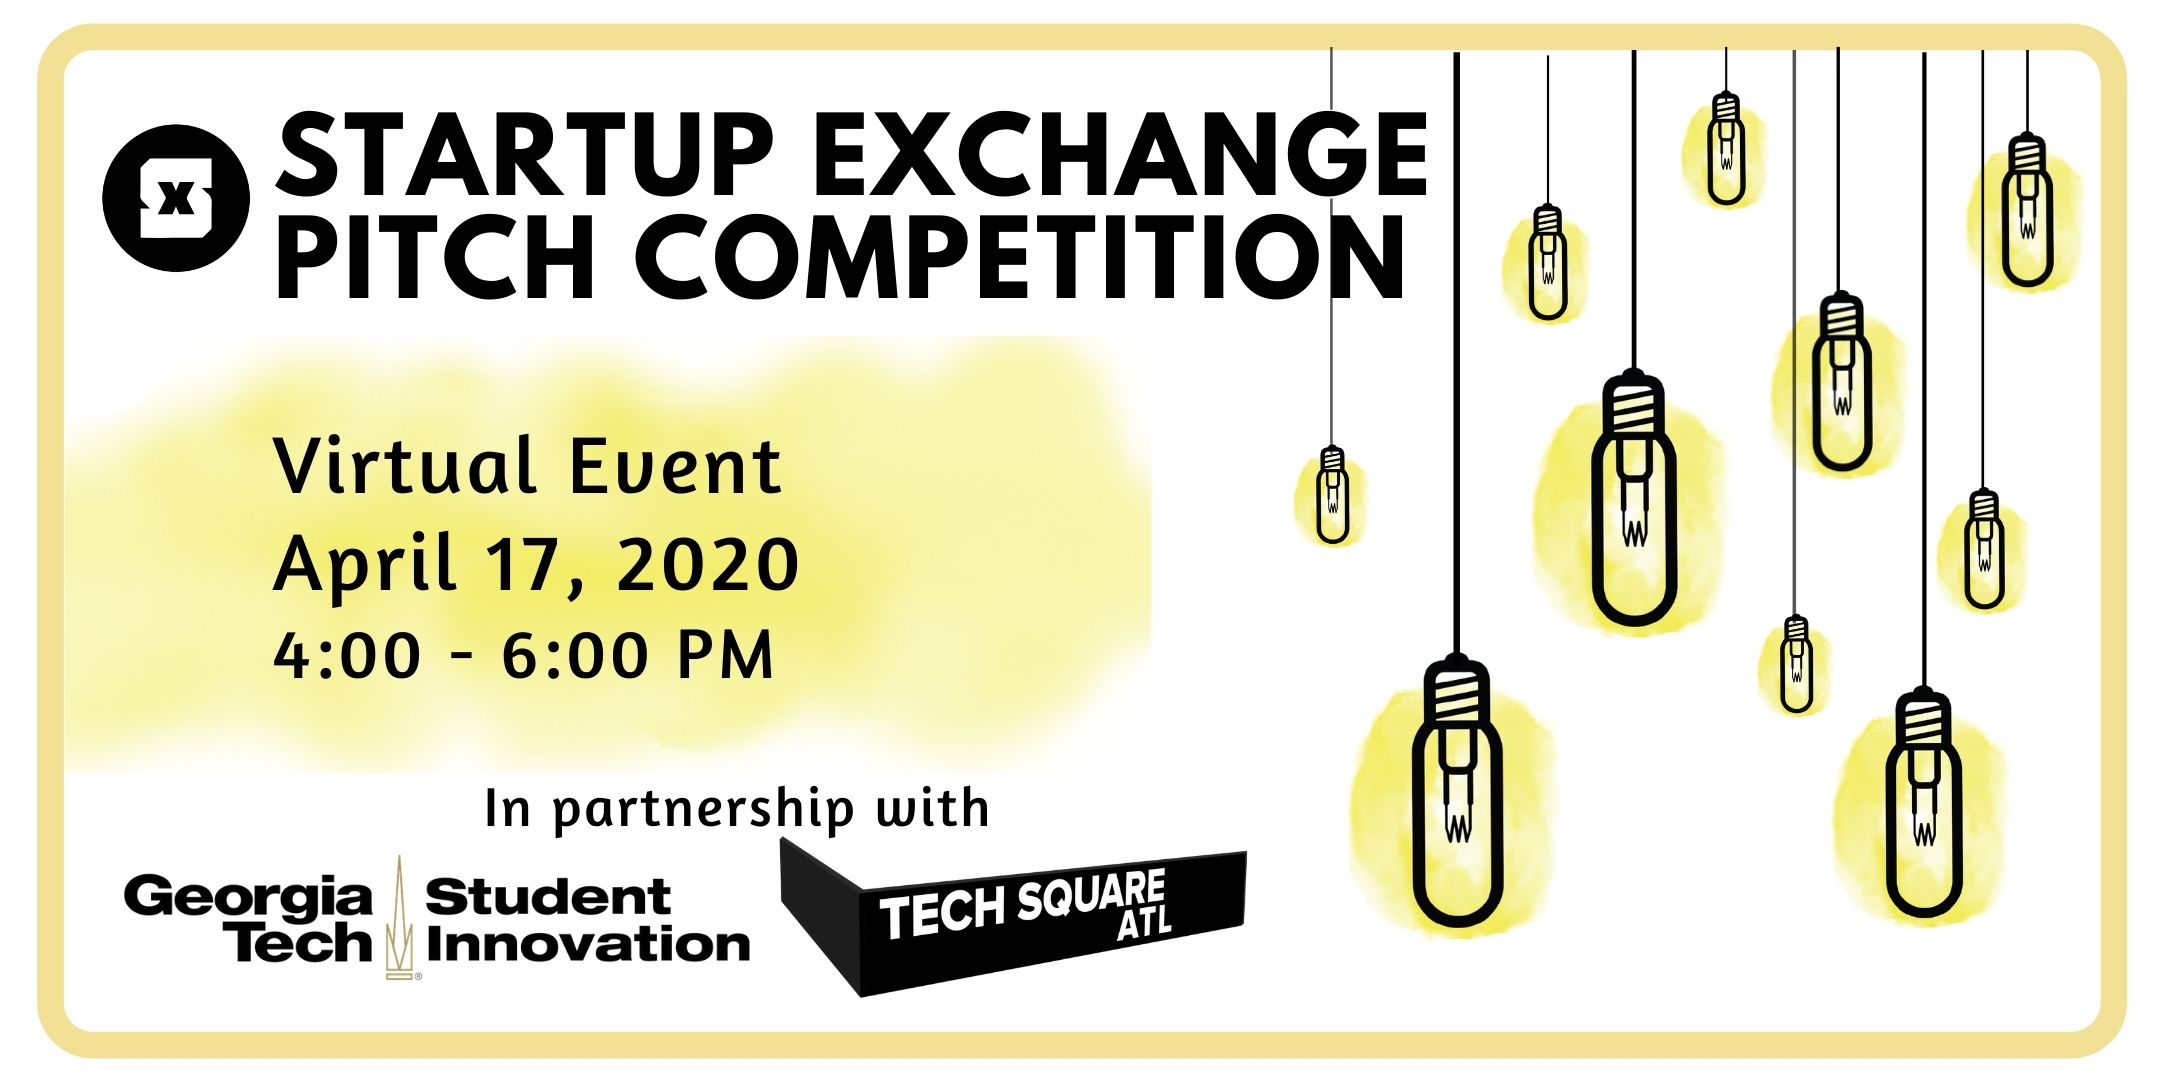 STARTUP EXCHANGE
PITCH COMPETITION
X
Virtual Event
April 17, 2020
4:00 - 6:00 PM
In partnership with
Georgia
Tech
®
Student
Innovation
TECH SQUARE
ATL